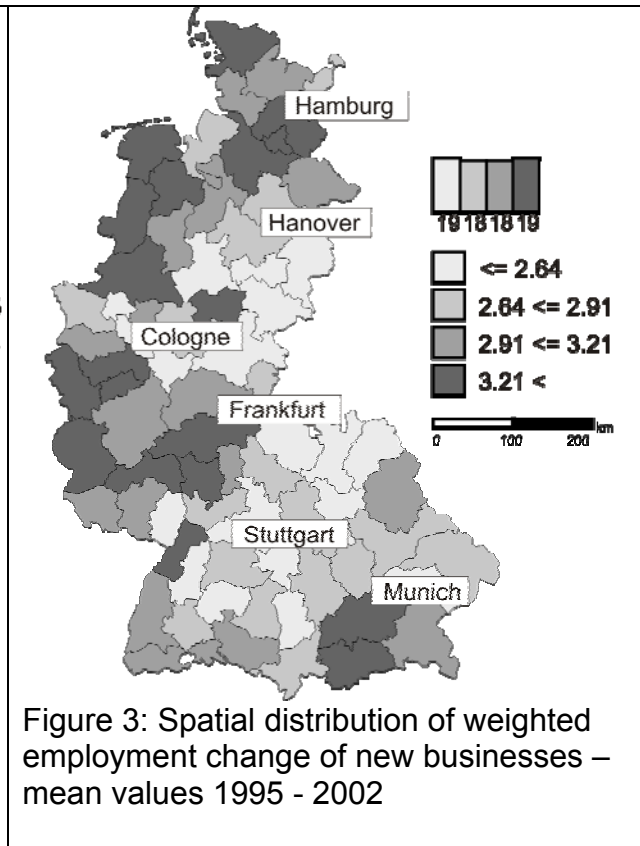 Hamburg
19 18 18 19
Hanover
<= 2.64
2.64 <= 2.91
2.91 <= 3.21
3.21 <
Cologne
Frankfurt
0 100 200 km
Stuttgart
Munich
Figure 3: Spatial distribution of weighted
employment change of new businesses –
mean values 1995 - 2002